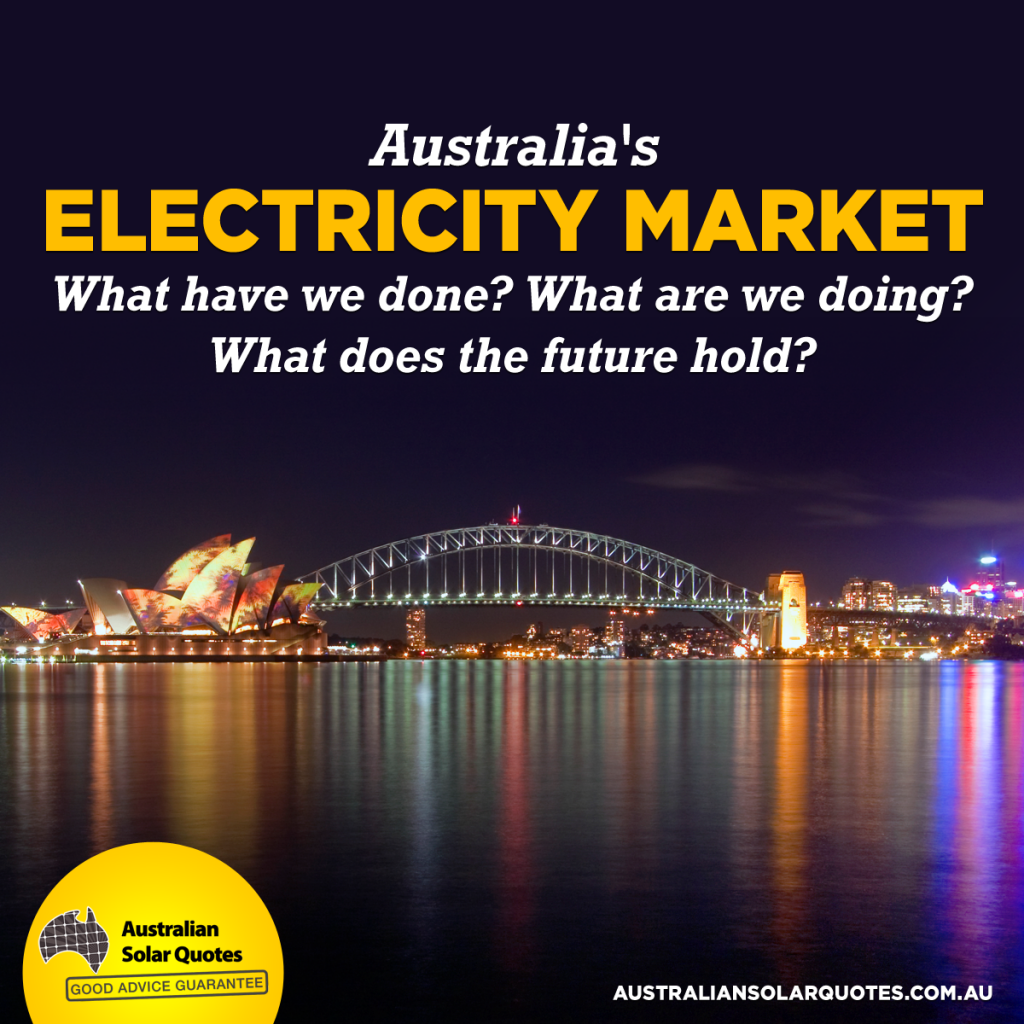 Australia's
ELECTRICITY MARKET
What have we done? What are we doing?
What does the future hold?
Australian
Solar Quotes
GOOD ADVICE GUARANTEE
AUSTRALIANSOLARQUOTES.COM.AU